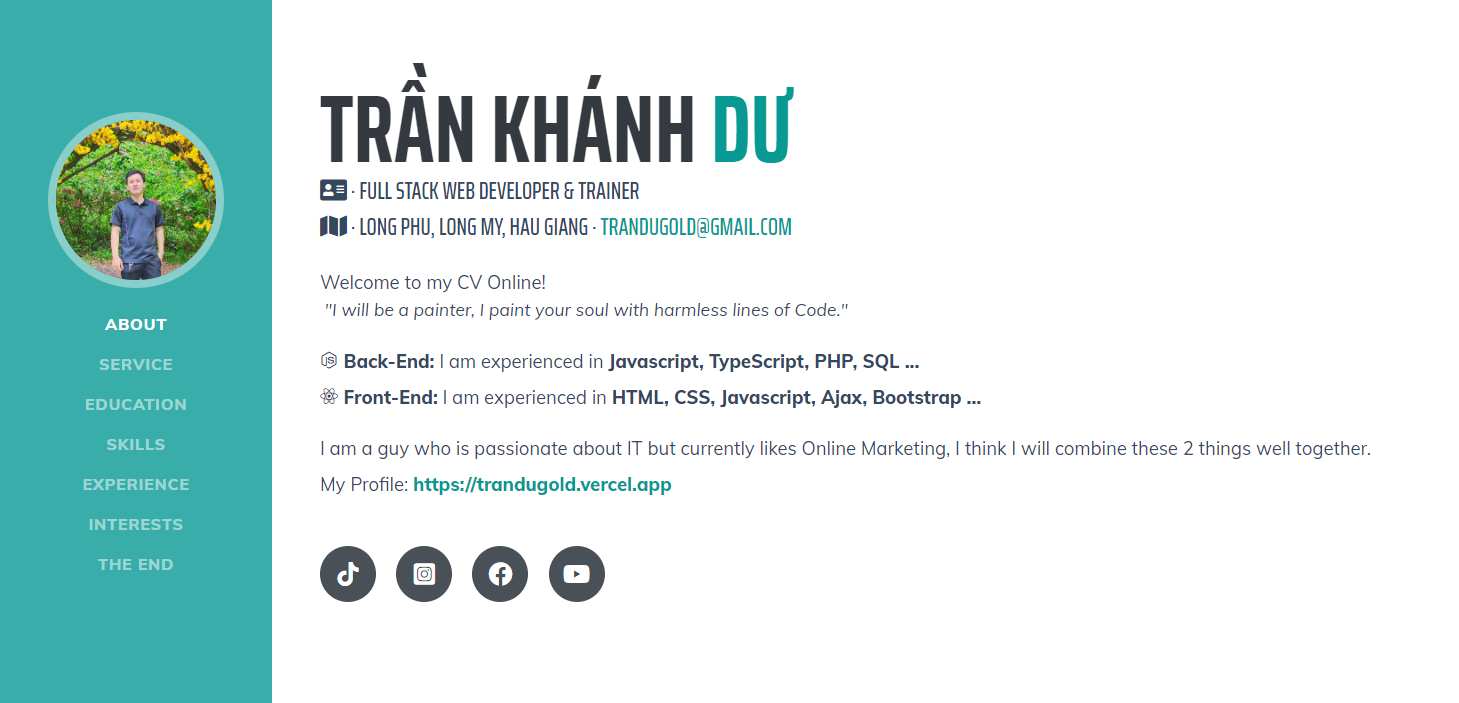 ABOUT
SERVICE
EDUCATION
SKILLS
EXPERIENCE
INTERESTS
THE END
TRẦN KHÁNH DƯ
· FULL STACK WEB DEVELOPER & TRAINER
· LONG PHU, LONG MY, HAU GIANG · TRANDUGOLD@GMAIL.COM
Welcome to my CV Online!
"I will be a painter, I paint your soul with harmless lines of Code."
Back-End: I am experienced in Javascript, TypeScript, PHP, SQL ...
Front-End: I am experienced in HTML, CSS, Javascript, Ajax, Bootstrap ...
I am a guy who is passionate about IT but currently likes Online Marketing, I think I will combine these 2 things well together.
My Profile: https://trandugold.vercel.app